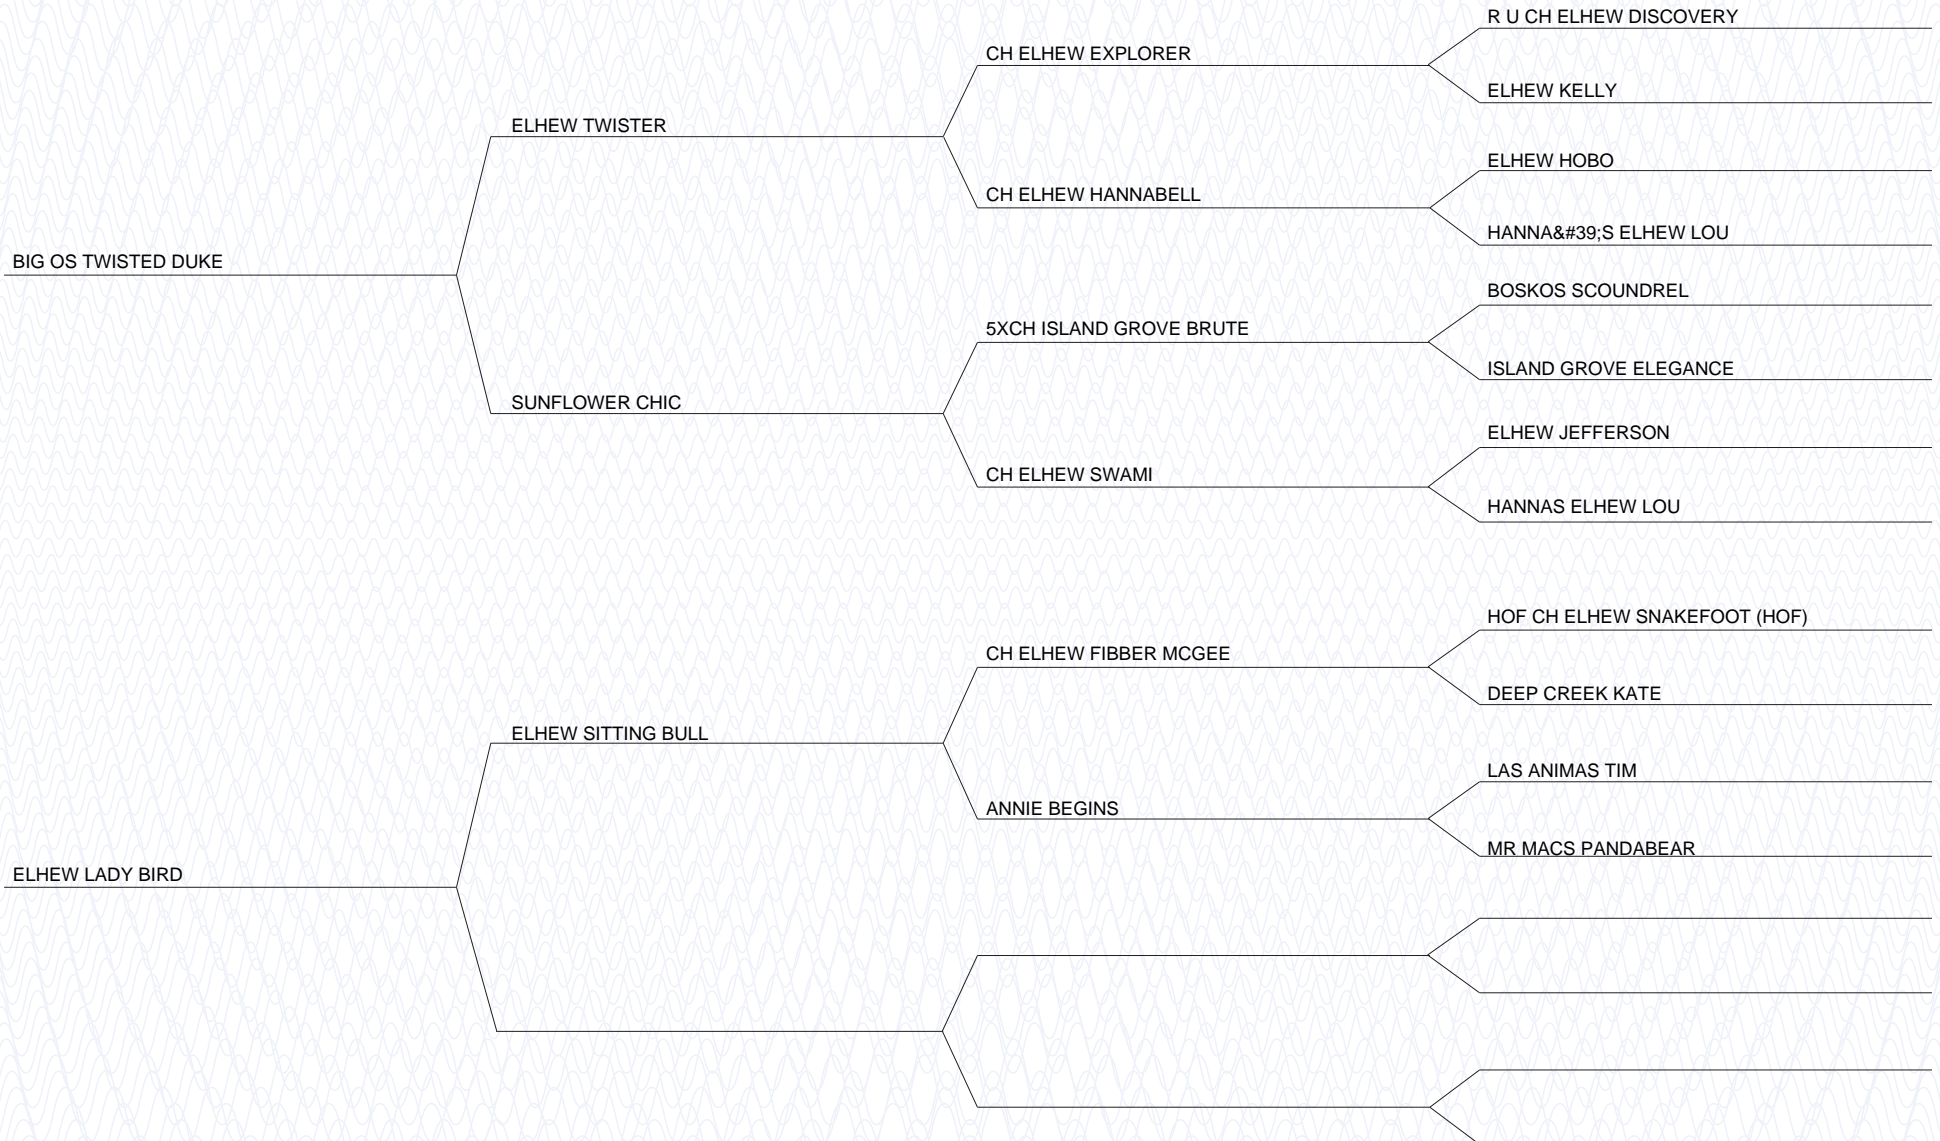 R U CH ELHEW DISCOVERY
CH ELHEW EXPLORER
ELHEW KELLY
ELHEW TWISTER
ELHEW HOBO
CH ELHEW HANNABELL
HANNA&#39;S ELHEW LOU
BIG OS TWISTED DUKE
BOSKOS SCOUNDREL
5XCH ISLAND GROVE BRUTE
ISLAND GROVE ELEGANCE
SUNFLOWER CHIC
ELHEW JEFFERSON
CH ELHEW SWAMI
HANNAS ELHEW LOU
HOF CH ELHEW SNAKEFOOT (HOF)
CH ELHEW FIBBER MCGEE
DEEP CREEK KATE
ELHEW SITTING BULL
LAS ANIMAS TIM
ANNIE BEGINS
MR MACS PANDABEAR
ELHEW LADY BIRD